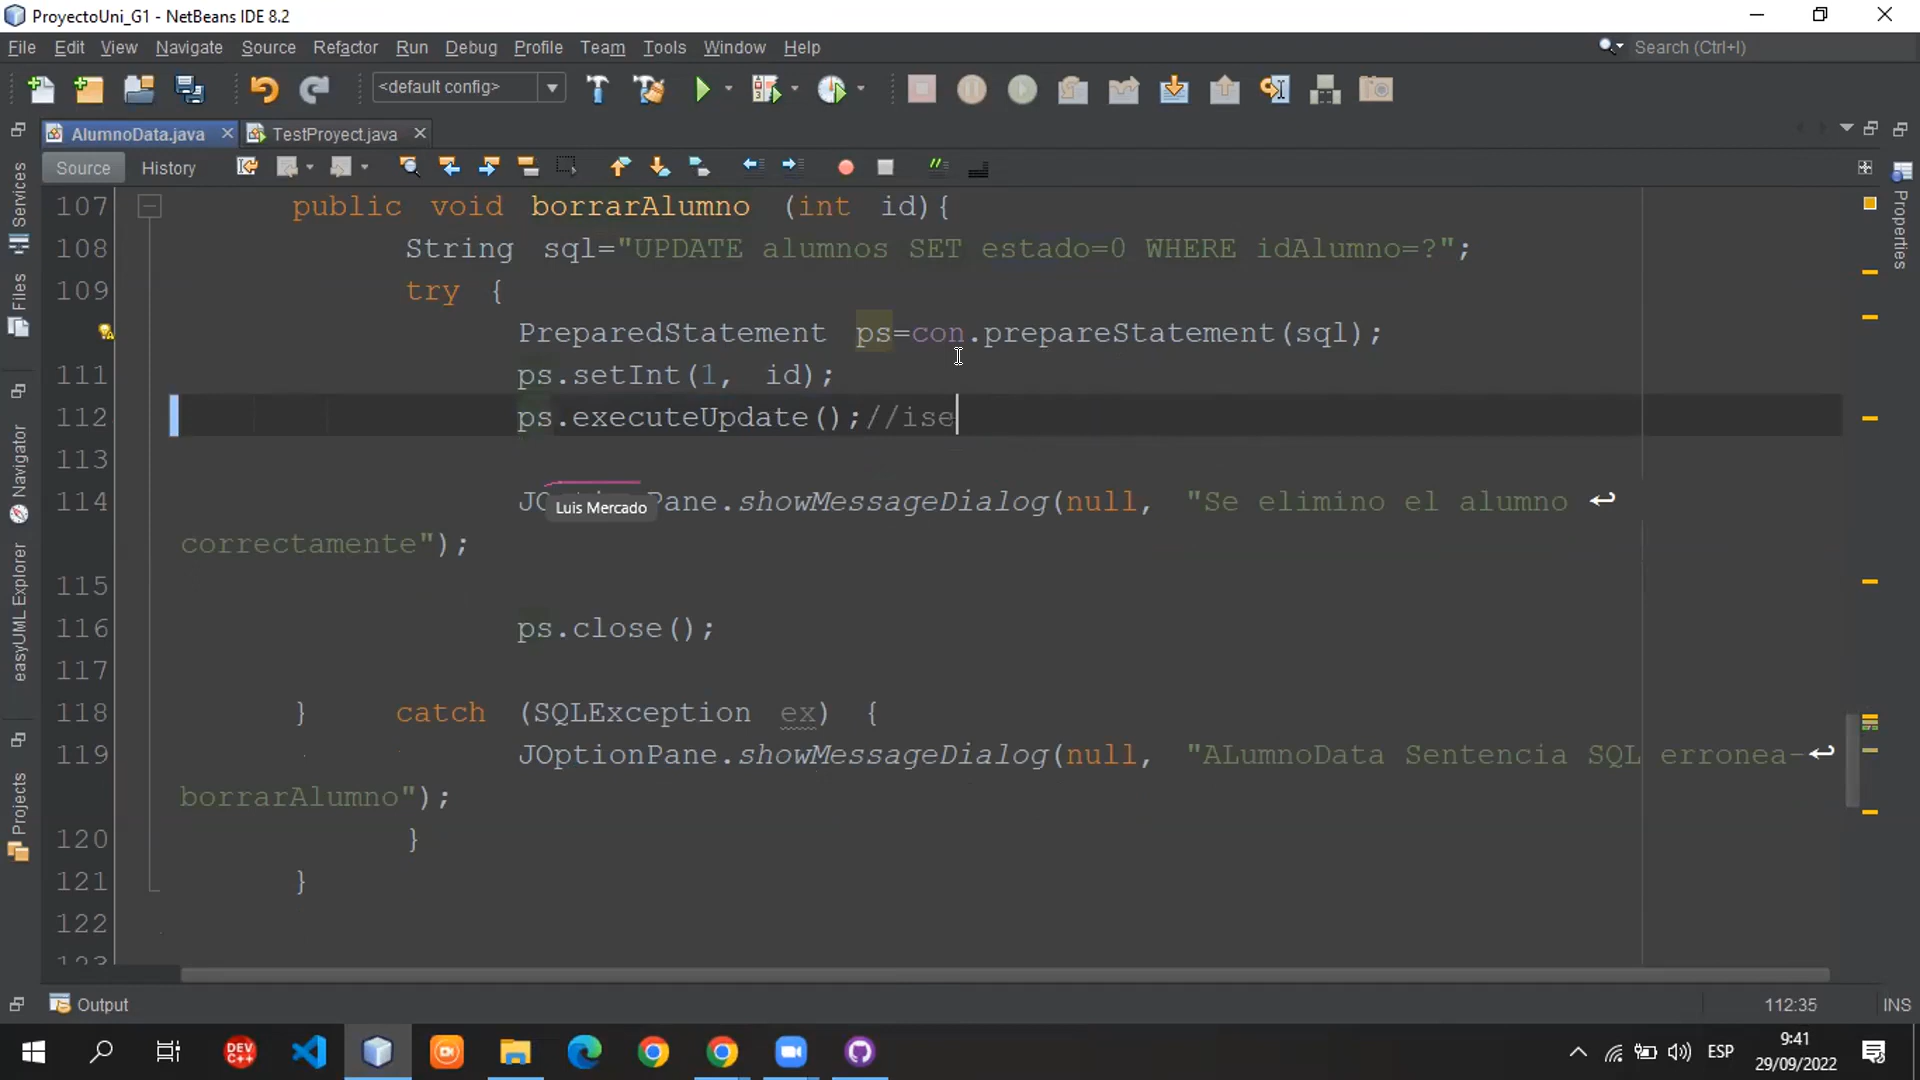 ProyectoUni_G1 - NetBeans IDE 8.2
File Edit View Navigate Source Refactor Run Debug Profile Team Tools Window Help
Search (Ctrl+I)
<default config>
AlumnoData.java
TestProyect.java
Source History
Services
Files
Navigator
easyUML Explorer
Projects
Properties
107 public void borrarAlumno (int id){
108 String sql="UPDATE alumnos SET estado=0 WHERE idAlumno=?";
109 try {
PreparedStatement ps=con.prepareStatement(sql);
111 ps.setInt(1, id);
112 ps.executeUpdate();//ise
113
114 Pane.showMessageDialog(null, "Se elimino el alumno
Luis Mercado
correctamente");
115
116 ps.close();
117
118 } catch (SQLException ex) {
119 JOptionPane.showMessageDialog(null, "ALumnoData Sentencia SQL erronea-
borrarAlumno");
120 }
121 }
122
123
Output
112:35 INS
DEV C++
ESP
9:41
29/09/2022